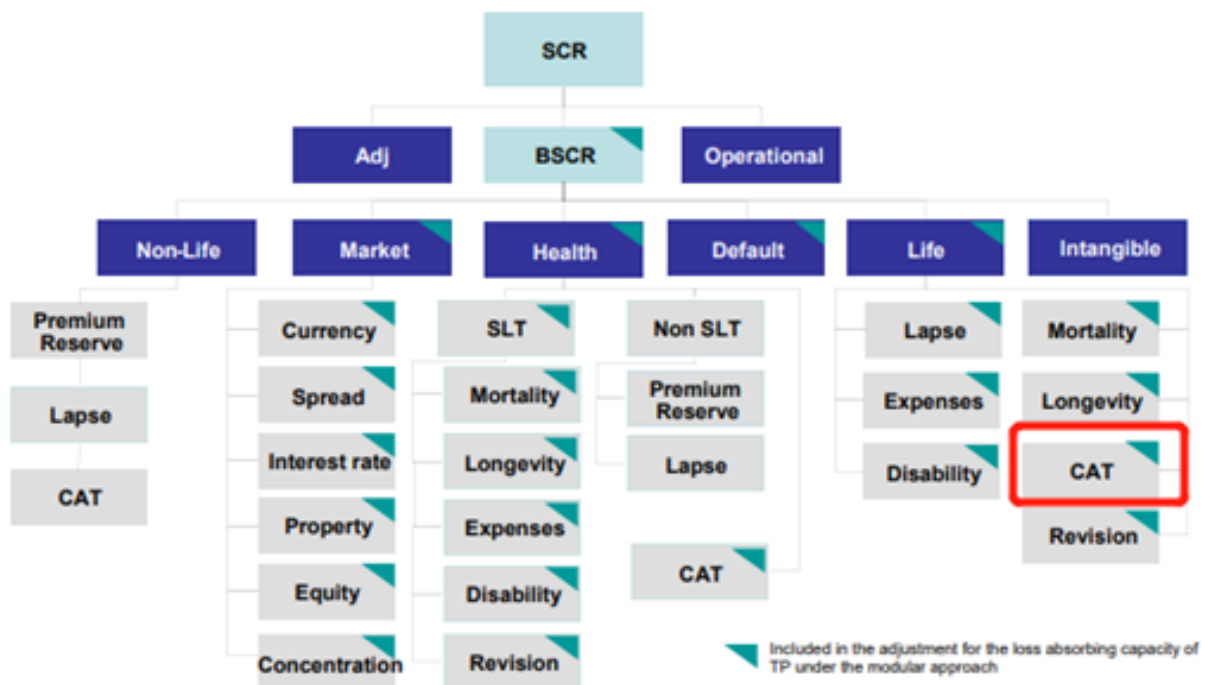 SCR
Adj
BSCR
Operational
Non-Life
Market
Health
Default
Life
Intangible
Premium
Reserve
Currency
SLT
Non SLT
Lapse
Mortality
Lapse
Spread
Mortality
Premium
Reserve
Expenses
Longevity
CAT
Interest rate
Longevity
Lapse
Disability
CAT
Property
Expenses
Revision
Equity
Disability
CAT
Concentration
Revision
Included in the adjustment for the loss absorbing capacity of
TP under the modular approach